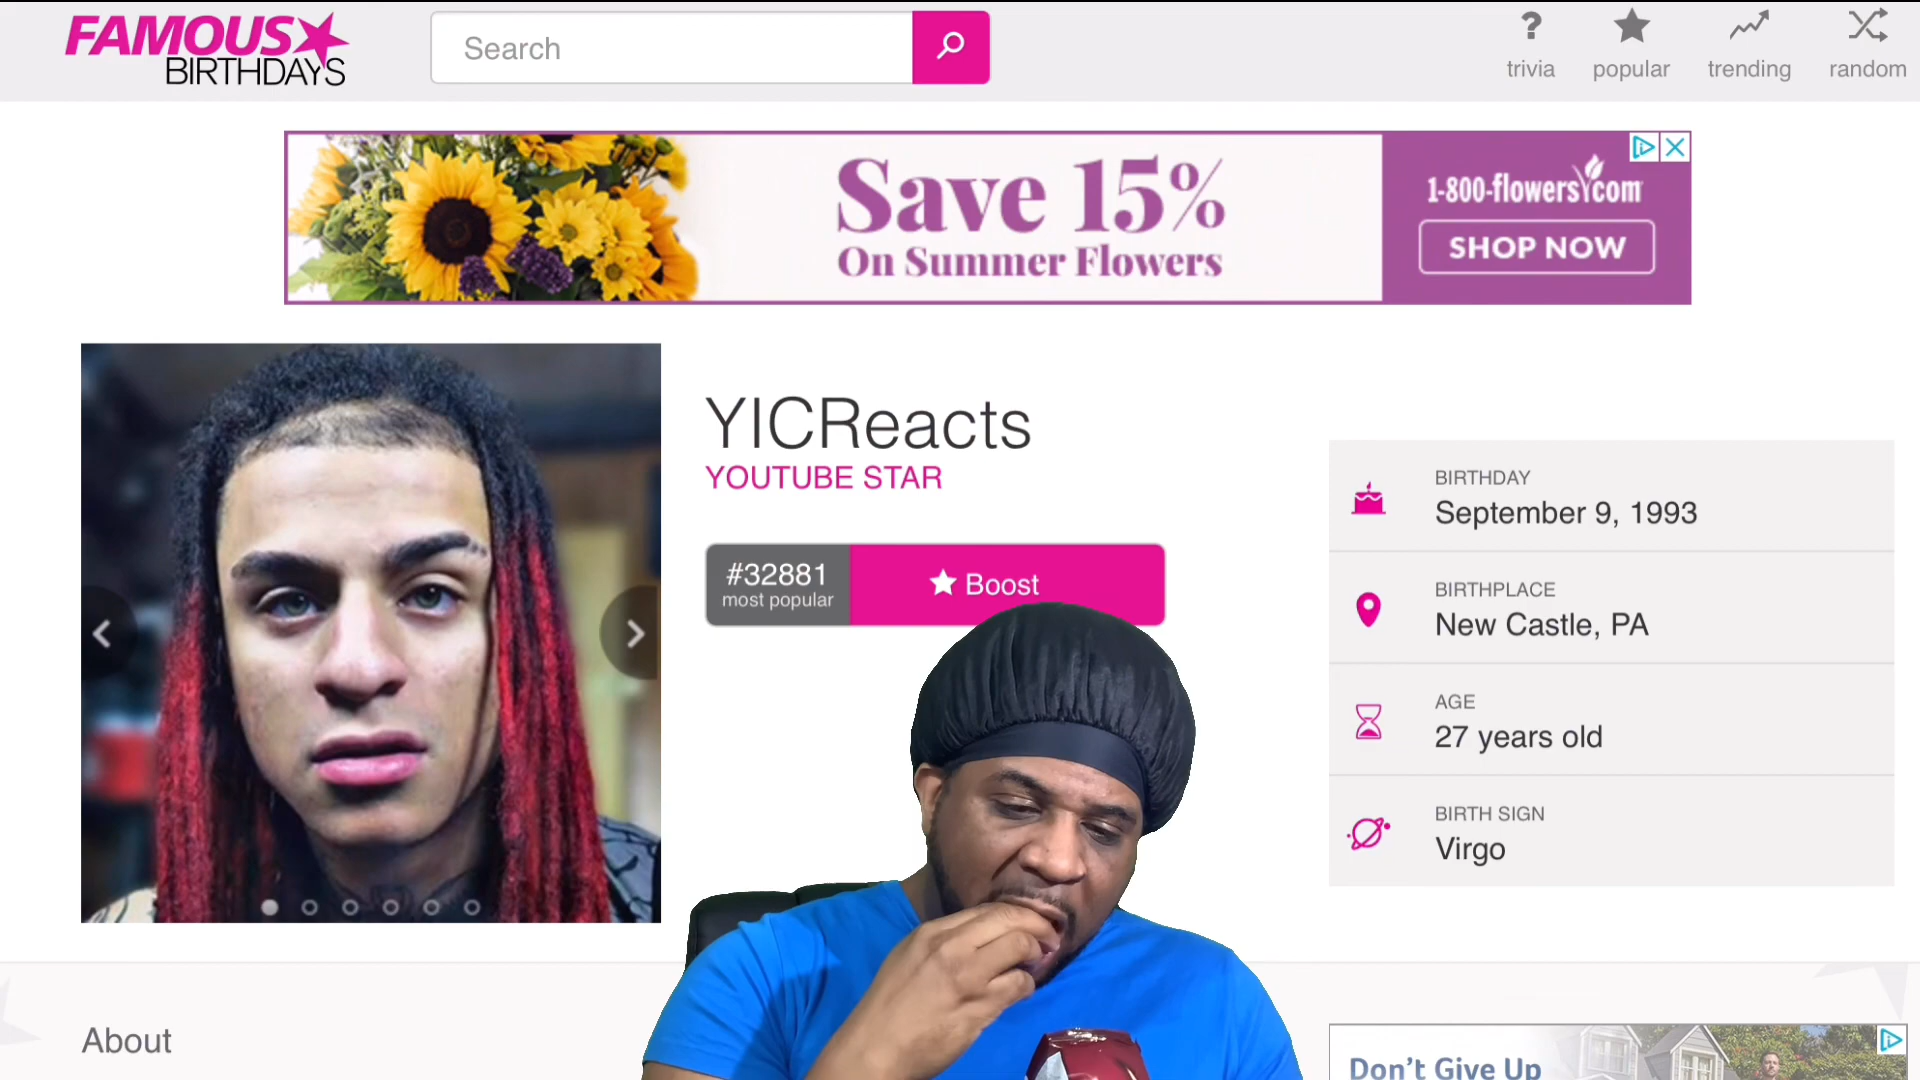 FAMOUS
BIRTHDAYS
Search
?
trivia
popular
trending
random
Save 15%
On Summer Flowers
1-800-flowers.com
SHOP NOW
YICReacts
YOUTUBE STAR
#32881
most popular
Boost
BIRTHDAY
September 9, 1993
BIRTHPLACE
New Castle, PA
AGE
27 years old
BIRTH SIGN
Virgo
About
Don't Give Up